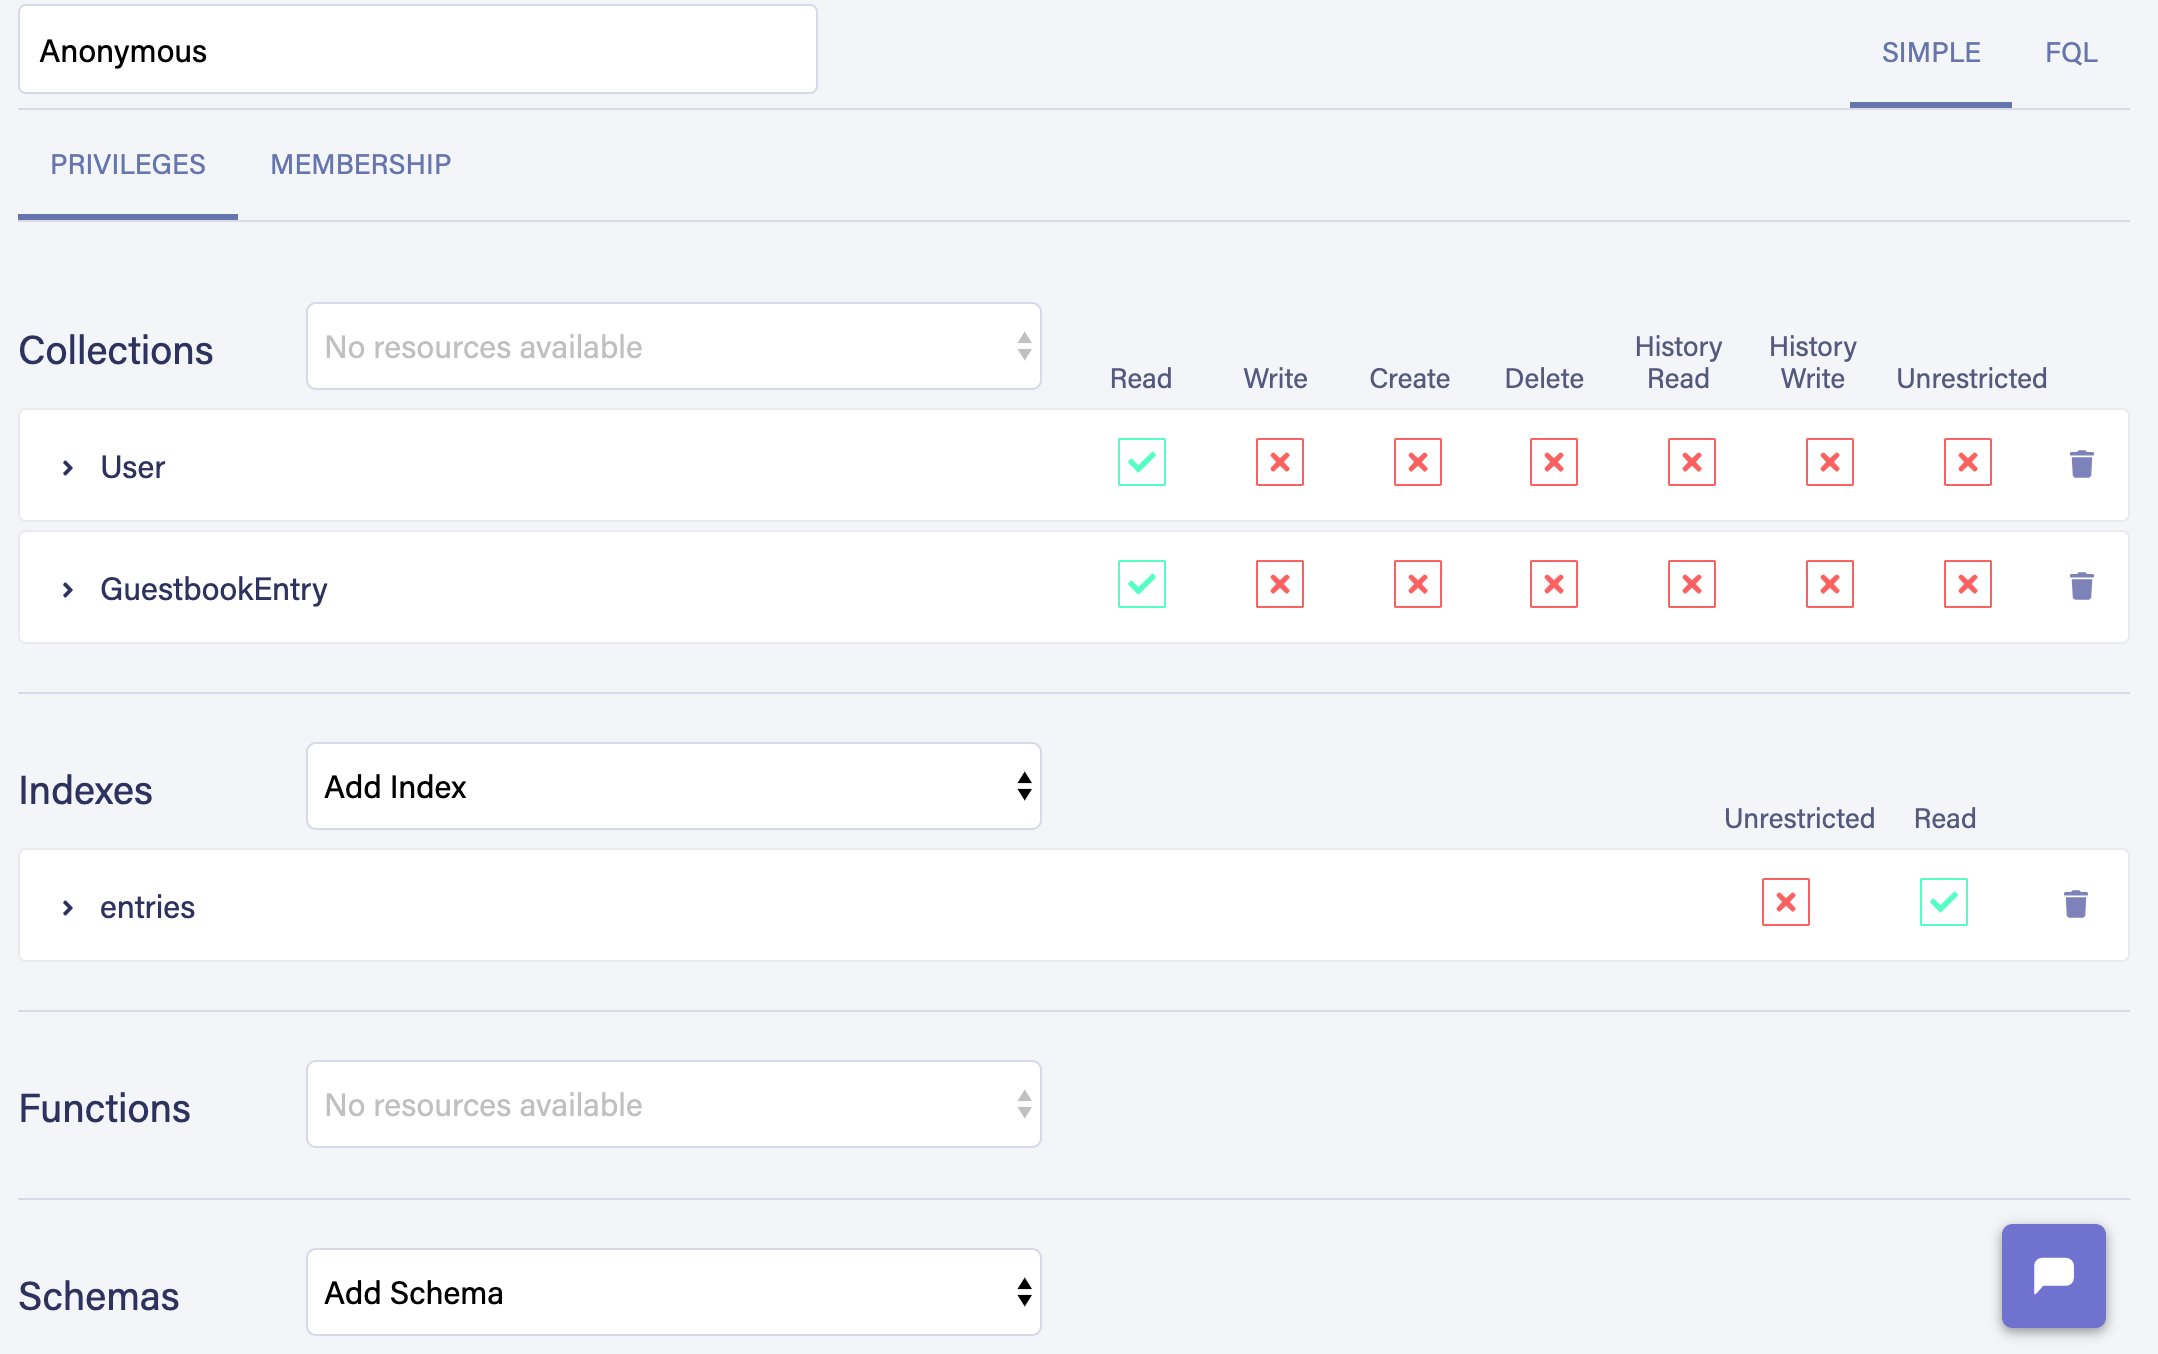 Anonymous
SIMPLE FQL
PRIVILEGES MEMBERSHIP
Collections No resources available
Read Write Create Delete History Read History Write Unrestricted
User
GuestbookEntry
Indexes Add Index
Unrestricted Read
entries
Functions No resources available
Schemas Add Schema